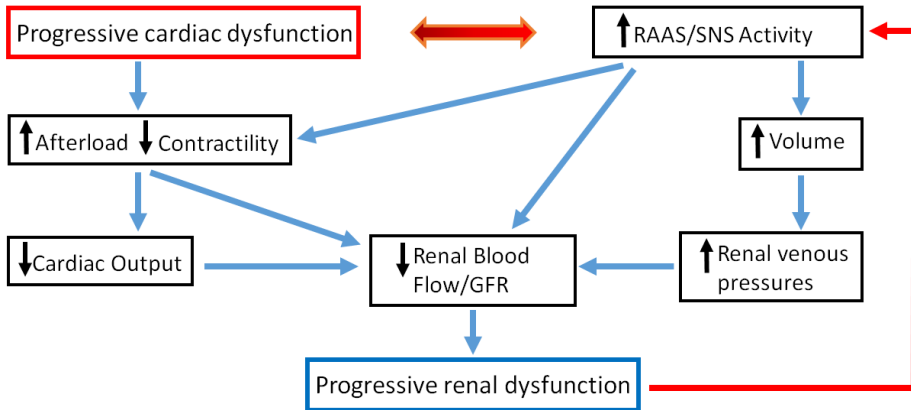 Progressive cardiac dysfunction
RAAS/SNS Activity
Afterload Contractility
Volume
Cardiac Output
Renal Blood
Flow/GFR
Renal venous
pressures
Progressive renal dysfunction